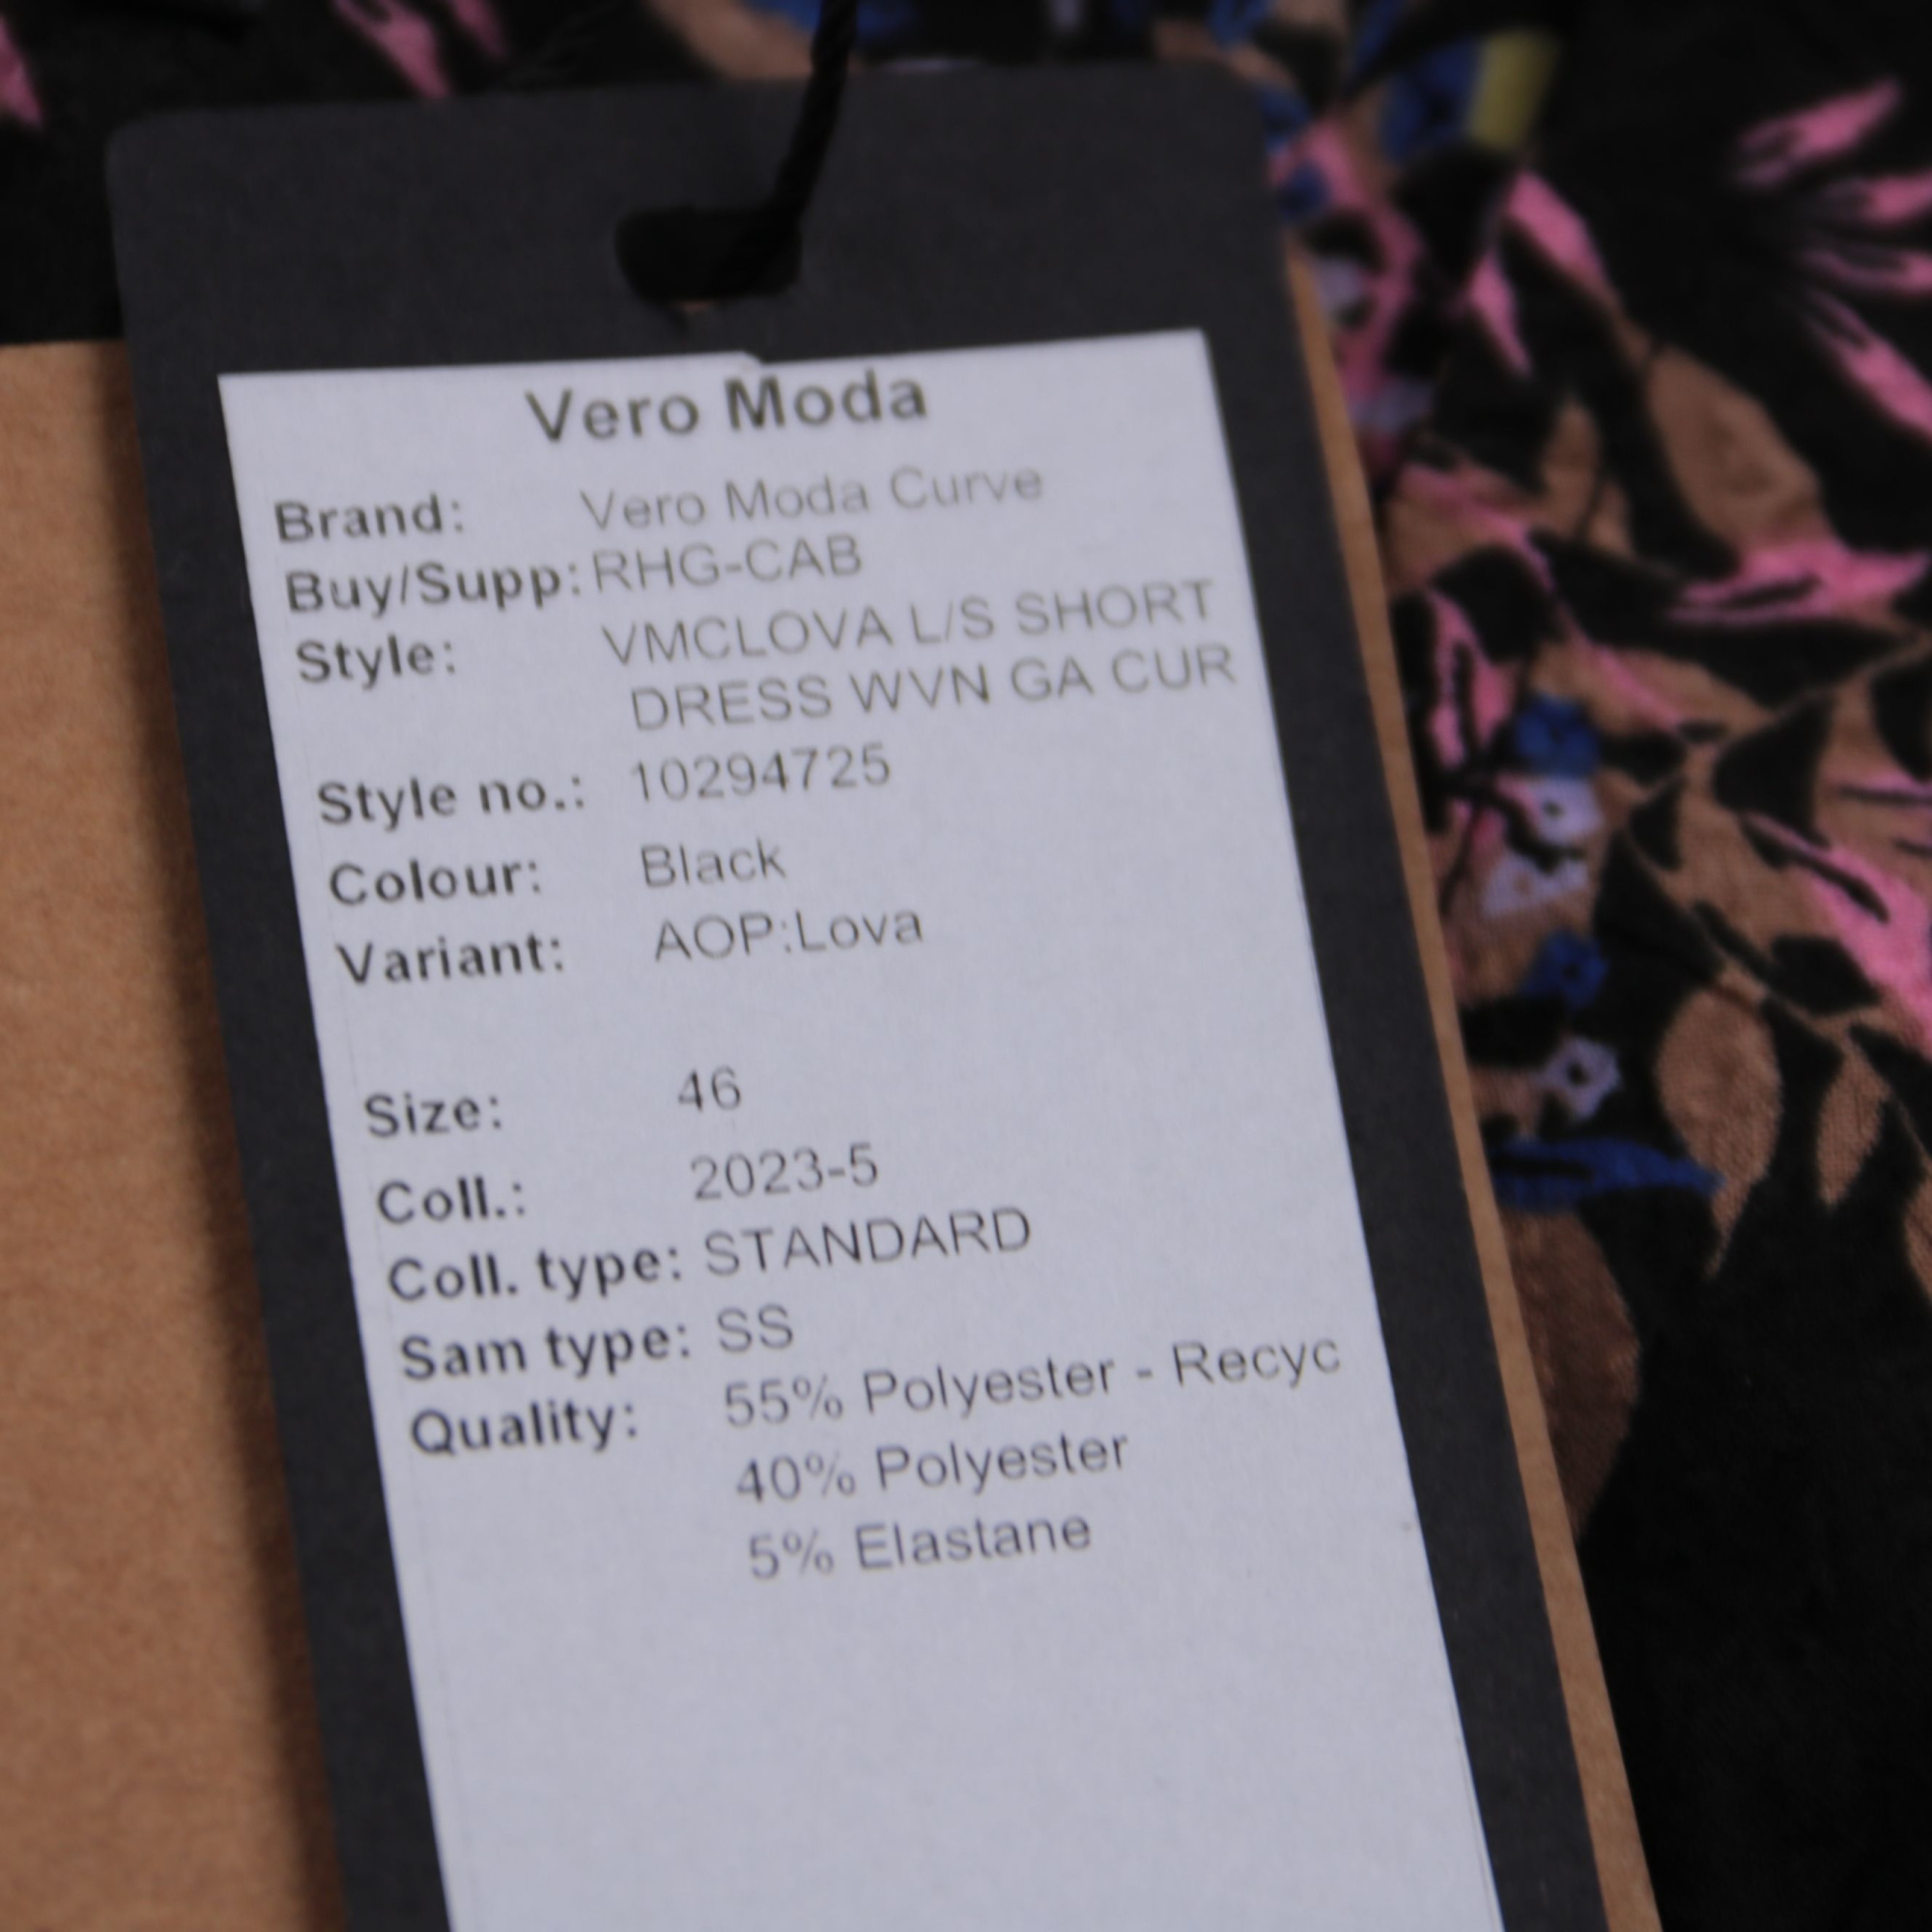 Vero Moda
Brand: Vero Moda Curve
Buy/Supp: RHG-CAB
Style: VMCLOVA L/S SHORT
DRESS WVN GA CUR
Style no.: 10294725
Colour: Black
Variant: AOP:Lova
Size: 46
Coll.: 2023-5
Coll. type: STANDARD
Sam type: SS
Quality: 55% Polyester - Recyc
40% Polyester
5% Elastane